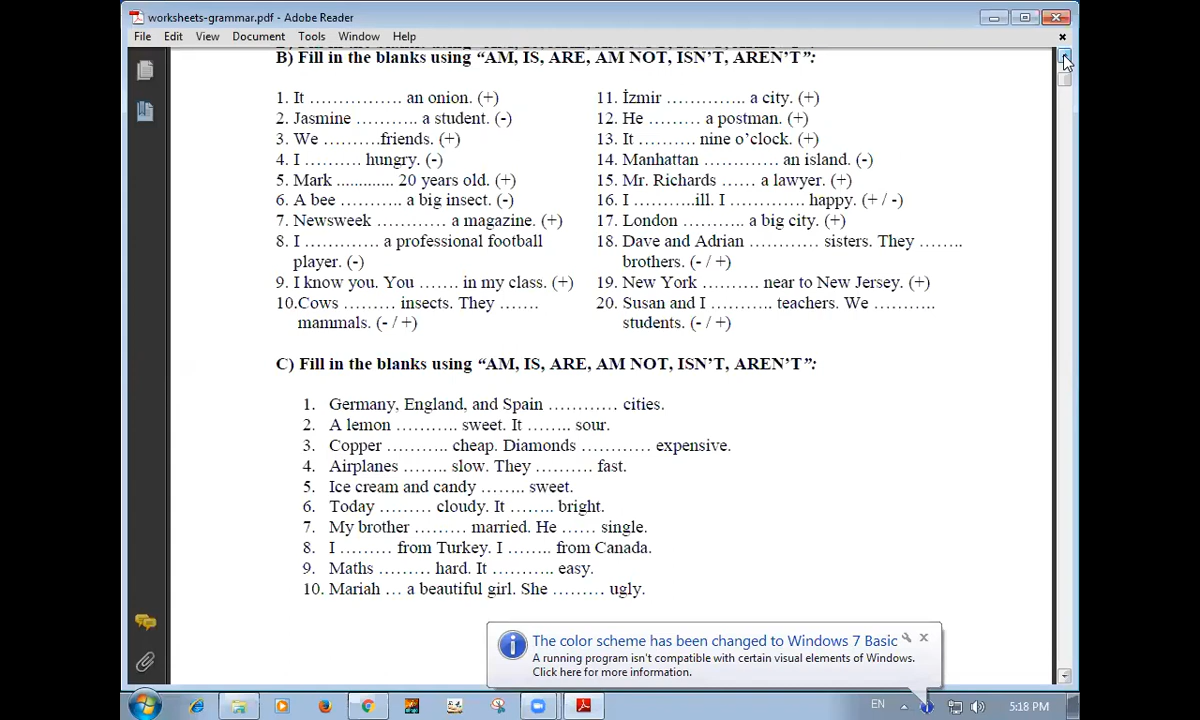 worksheets-grammar.pdf - Adobe Reader
File Edit View Document Tools Window Help
B) Fill in the blanks using “AM, IS, ARE, AM NOT, ISN’T, AREN’T”:
1. It ……………. an onion. (+)
2. Jasmine ……….. a student. (-)
3. We ……….friends. (+)
4. I ………. hungry. (-)
5. Mark ............. 20 years old. (+)
6. A bee ……….. a big insect. (-)
7. Newsweek ………… a magazine. (+)
8. I …………. a professional football
player. (-)
9. I know you. You ……. in my class. (+)
10.Cows ……… insects. They …….
mammals. (- / +)
11. İzmir ………….. a city. (+)
12. He ……… a postman. (+)
13. It ………. nine o’clock. (+)
14. Manhattan …………. an island. (-)
15. Mr. Richards …… a lawyer. (+)
16. I ………..ill. I …………. happy. (+ / -)
17. London ……….. a big city. (+)
18. Dave and Adrian ………… sisters. They ……..
brothers. (- / +)
19. New York ………. near to New Jersey. (+)
20. Susan and I ……….. teachers. We ………..
students. (- / +)
C) Fill in the blanks using “AM, IS, ARE, AM NOT, ISN’T, AREN’T”:
1. Germany, England, and Spain ………… cities.
2. A lemon ……….. sweet. It …….. sour.
3. Copper ……….. cheap. Diamonds ………… expensive.
4. Airplanes …….. slow. They ………. fast.
5. Ice cream and candy …….. sweet.
6. Today ……… cloudy. It …….. bright.
7. My brother ……… married. He …… single.
8. I ……… from Turkey. I …….. from Canada.
9. Maths ……… hard. It ……….. easy.
10. Mariah … a beautiful girl. She ……… ugly.
The color scheme has been changed to Windows 7 Basic
A running program isn't compatible with certain visual elements of Windows.
Click here for more information.
EN
5:18 PM